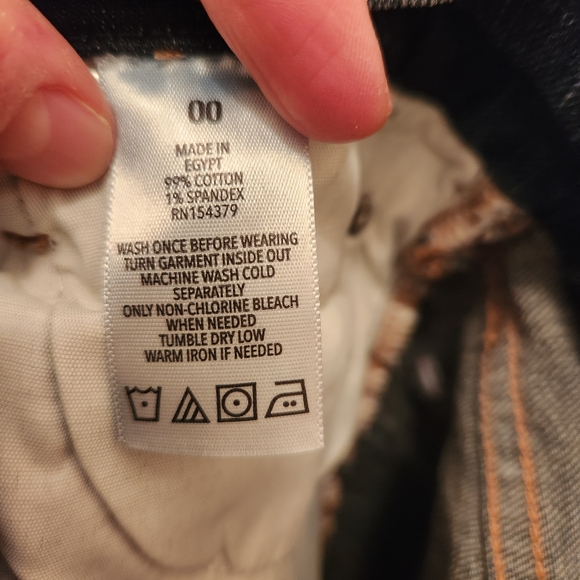 00
MADE IN
EGYPT
99% COTTON
1% SPANDEX
RN154379
WASH ONCE BEFORE WEARING
TURN GARMENT INSIDE OUT
MACHINE WASH COLD
SEPARATELY
ONLY NON-CHLORINE BLEACH
WHEN NEEDED
TUMBLE DRY LOW
WARM IRON IF NEEDED